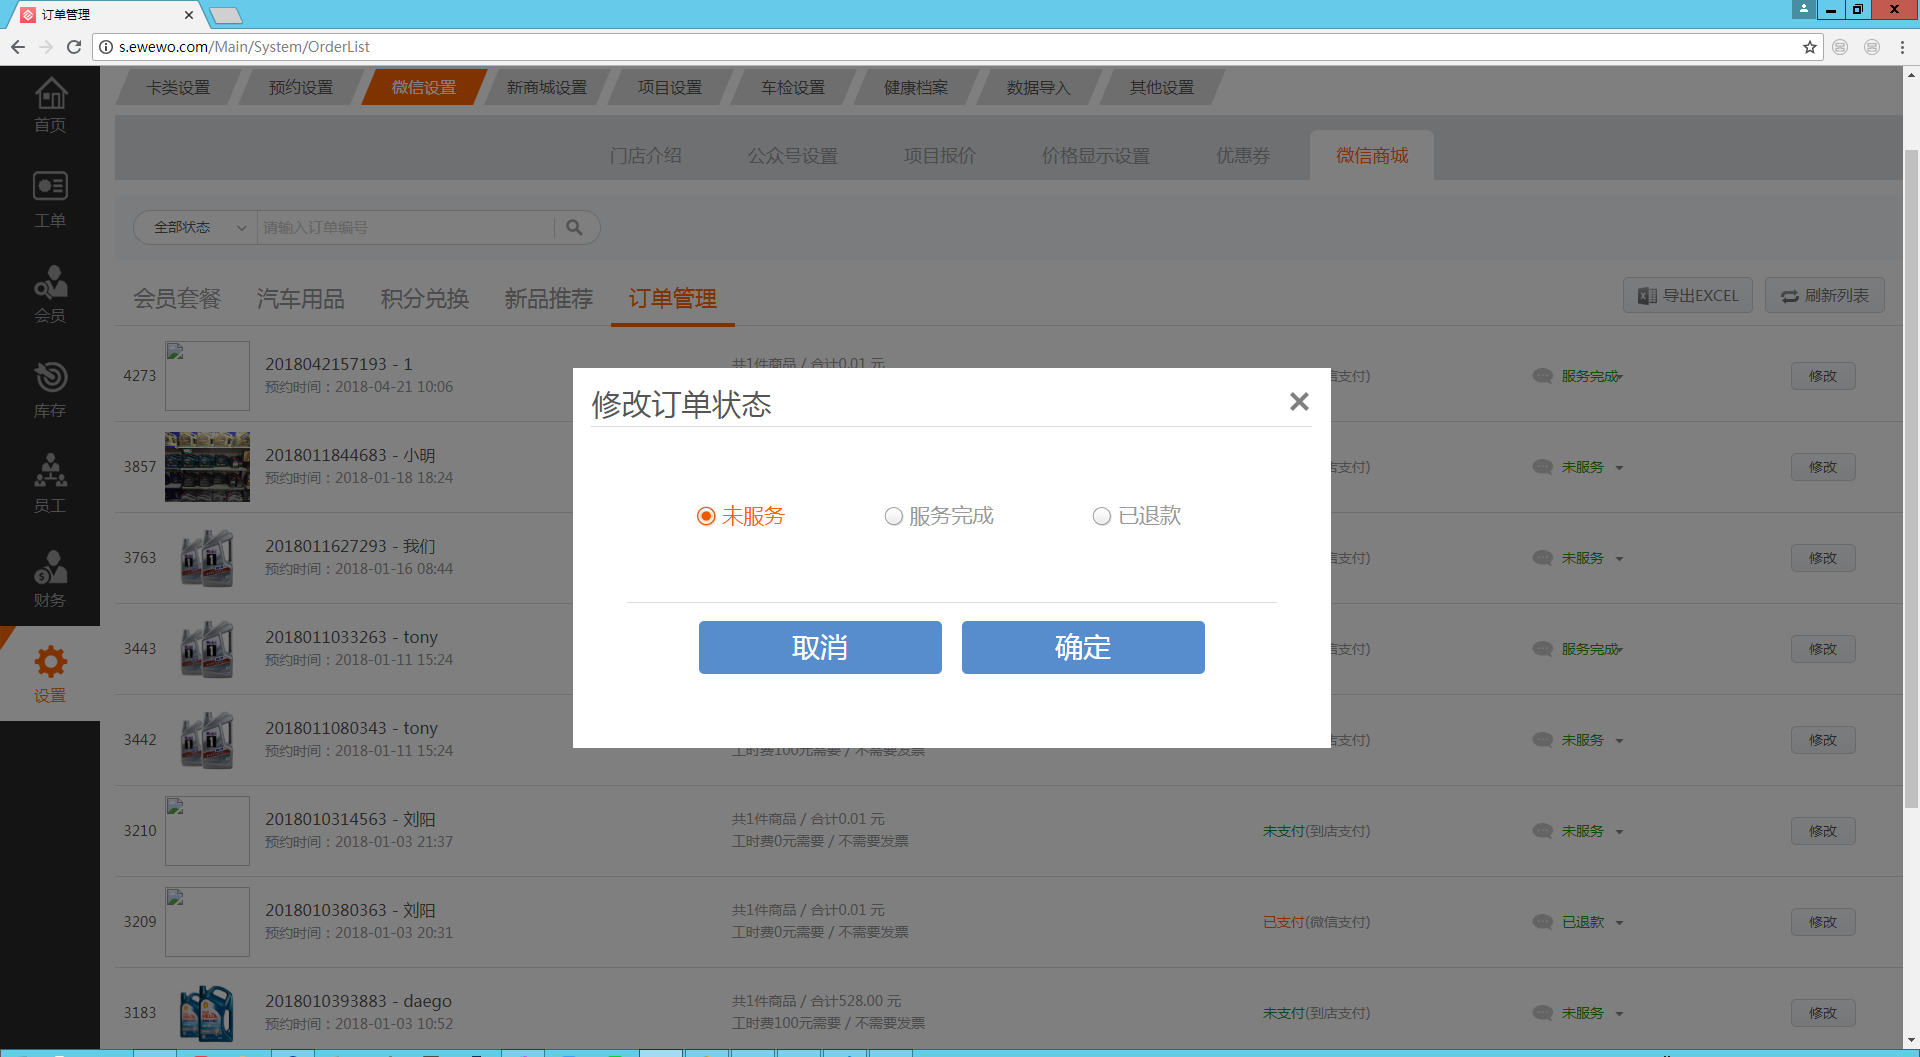 订单管理
s.ewewo.com/Main/System/OrderList
首页
工单
会员
库存
员工
财务
设置
卡类设置
预约设置
微信设置
新商城设置
项目设置
车检设置
健康档案
数据导入
其他设置
门店介绍
公众号设置
项目报价
价格显示设置
优惠券
微信商城
全部状态
请输入订单编号
会员套餐
汽车用品
积分兑换
新品推荐
订单管理
导出EXCEL
刷新列表
4273
2018042157193 - 1
预约时间：2018-04-21 10:06
共1件商品 / 合计0.01 元
信支付)
服务完成
修改
3857
2018011844683 - 小明
预约时间：2018-01-18 18:24
信支付)
未服务
修改
3763
2018011627293 - 我们
预约时间：2018-01-16 08:44
信支付)
未服务
修改
3443
2018011033263 - tony
预约时间：2018-01-11 15:24
信支付)
服务完成
修改
3442
2018011080343 - tony
预约时间：2018-01-11 15:24
工时费100元需要 / 不需要发票
信支付)
未服务
修改
3210
2018010314563 - 刘阳
预约时间：2018-01-03 21:37
共1件商品 / 合计0.01 元
工时费0元需要 / 不需要发票
未支付(到店支付)
未服务
修改
3209
2018010380363 - 刘阳
预约时间：2018-01-03 20:31
共1件商品 / 合计0.01 元
工时费0元需要 / 不需要发票
已支付(微信支付)
已退款
修改
3183
2018010393883 - daego
预约时间：2018-01-03 10:52
共1件商品 / 合计528.00 元
工时费100元需要 / 不需要发票
未支付(到店支付)
未服务
修改
修改订单状态
未服务
服务完成
已退款
取消
确定